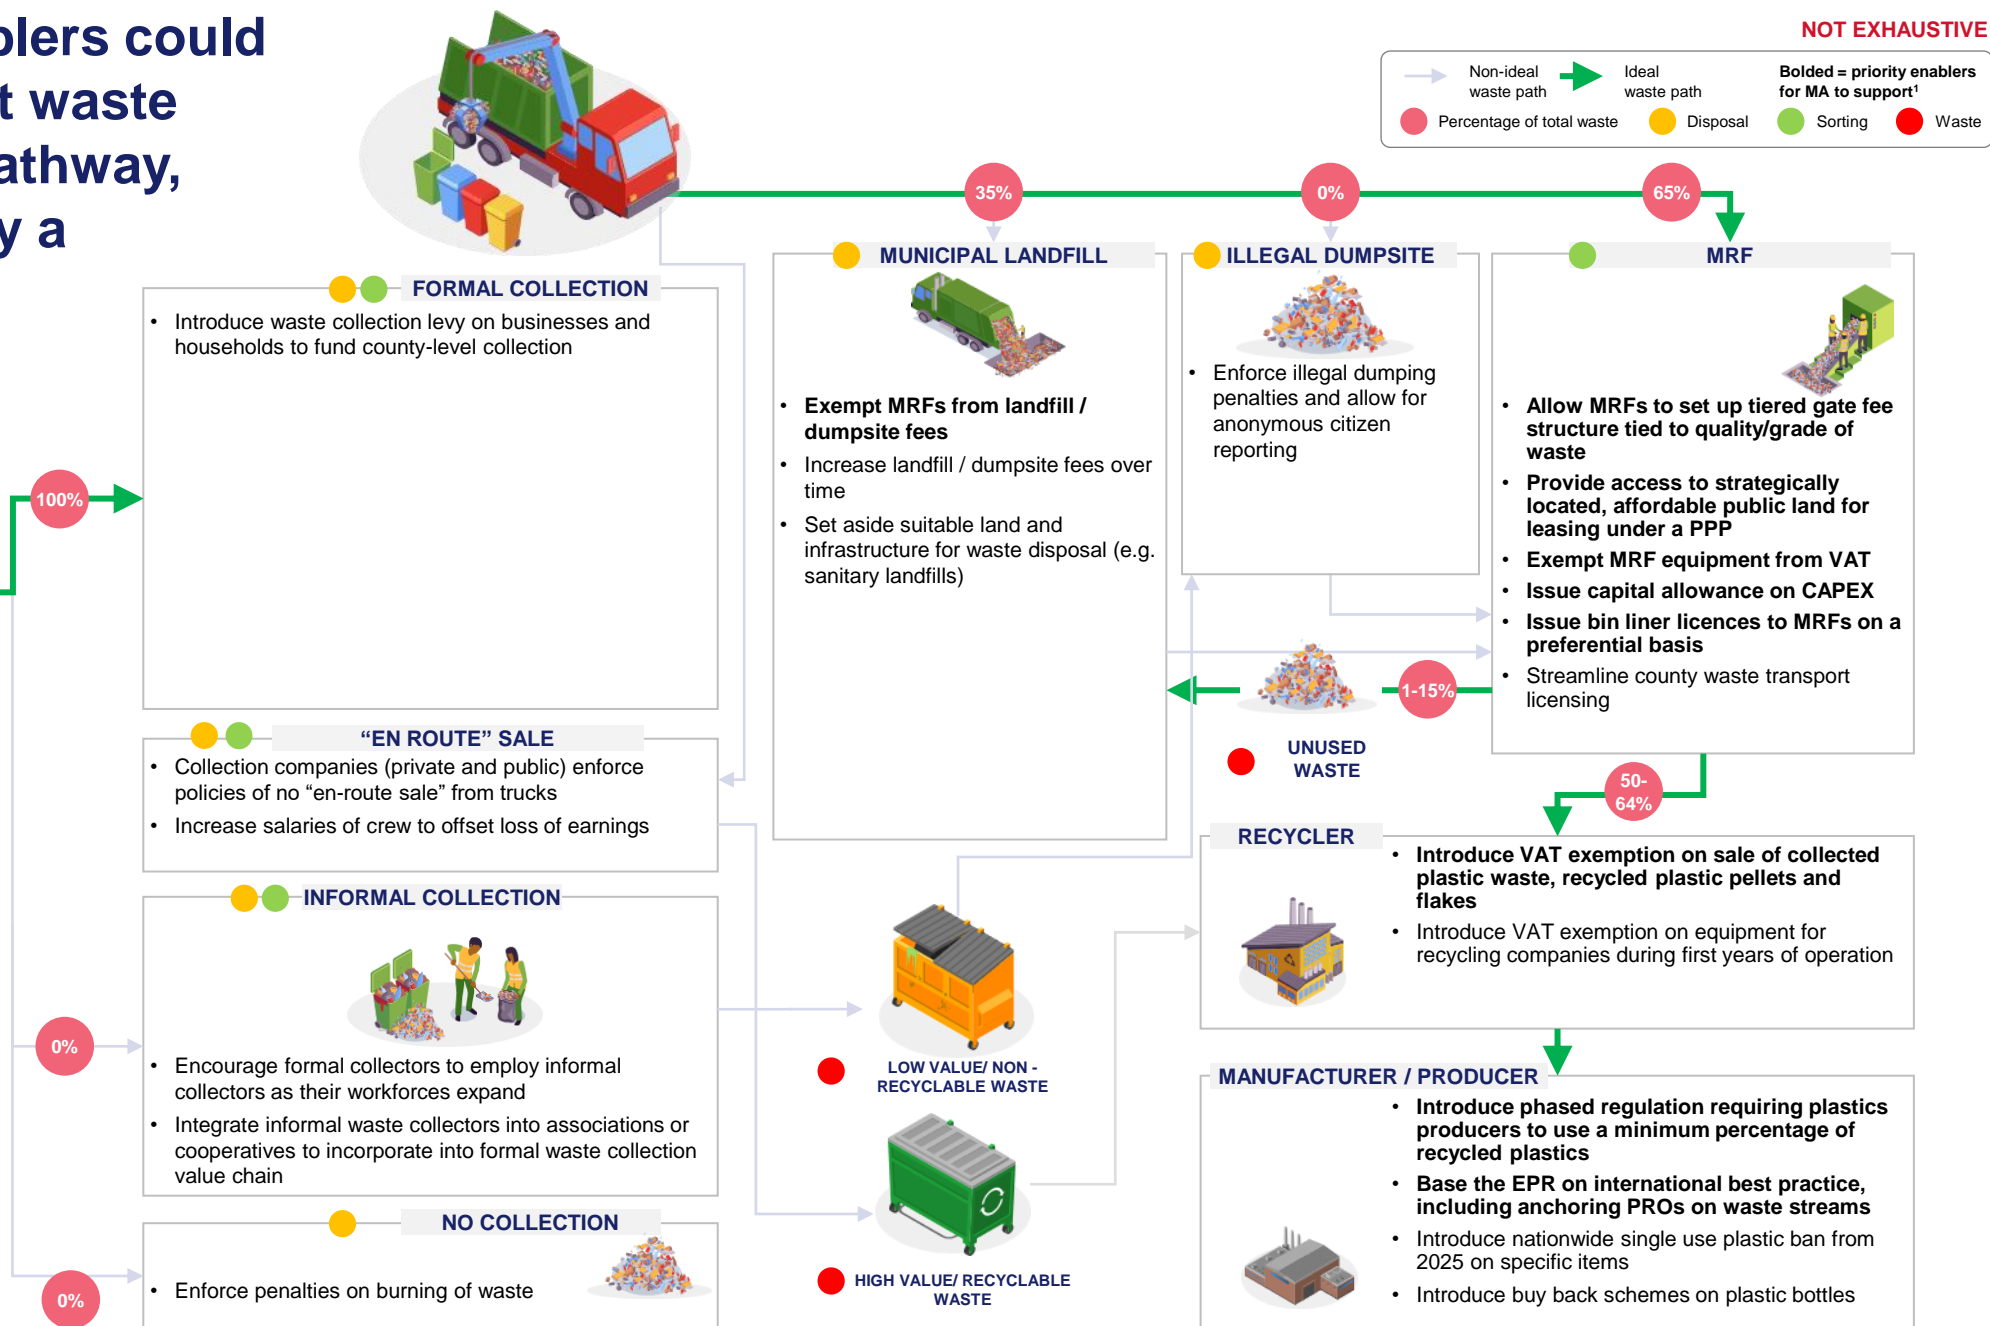 blers could
t waste
athway,
y a
NOT EXHAUSTIVE
Non-ideal
waste path
Ideal
waste path
Bolded = priority enablers
for MA to support¹
Percentage of total waste
Disposal
Sorting
Waste
35%
0%
65%
FORMAL COLLECTION
• Introduce waste collection levy on businesses and
households to fund county-level collection
100%
MUNICIPAL LANDFILL
• Exempt MRFs from landfill /
dumpsite fees
• Increase landfill / dumpsite fees over
time
• Set aside suitable land and
infrastructure for waste disposal (e.g.
sanitary landfills)
ILLEGAL DUMPSITE
• Enforce illegal dumping
penalties and allow for
anonymous citizen
reporting
MRF
• Allow MRFs to set up tiered gate fee
structure tied to quality/grade of
waste
• Provide access to strategically
located, affordable public land for
leasing under a PPP
• Exempt MRF equipment from VAT
• Issue capital allowance on CAPEX
• Issue bin liner licences to MRFs on a
preferential basis
• Streamline county waste transport
licensing
1-15%
UNUSED
WASTE
50-
64%
“EN ROUTE” SALE
• Collection companies (private and public) enforce
policies of no “en-route sale” from trucks
• Increase salaries of crew to offset loss of earnings
INFORMAL COLLECTION
• Encourage formal collectors to employ informal
collectors as their workforces expand
• Integrate informal waste collectors into associations or
cooperatives to incorporate into formal waste collection
value chain
0%
NO COLLECTION
• Enforce penalties on burning of waste
0%
LOW VALUE/ NON -
RECYCLABLE WASTE
HIGH VALUE/ RECYCLABLE
WASTE
RECYCLER
• Introduce VAT exemption on sale of collected
plastic waste, recycled plastic pellets and
flakes
• Introduce VAT exemption on equipment for
recycling companies during first years of operation
MANUFACTURER / PRODUCER
• Introduce phased regulation requiring plastics
producers to use a minimum percentage of
recycled plastics
• Base the EPR on international best practice,
including anchoring PROs on waste streams
• Introduce nationwide single use plastic ban from
2025 on specific items
• Introduce buy back schemes on plastic bottles